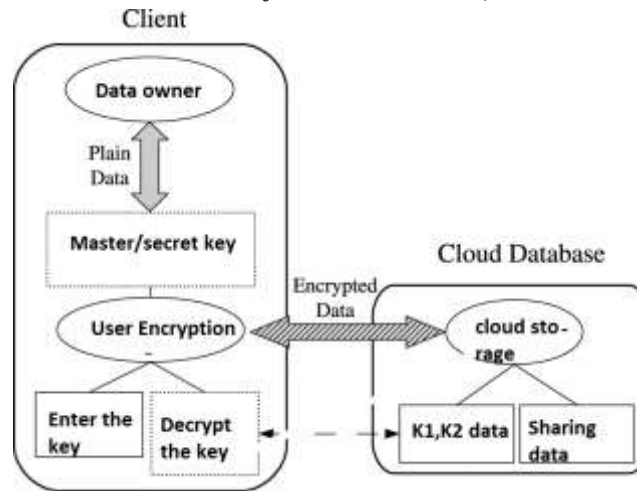 Client
Data owner
Plain
Data
Master/secret key
User Encryption
Enter the
key
Decrypt
the key
Encrypted
Data
Cloud Database
cloud sto-
rage
K1,K2 data
Sharing
data